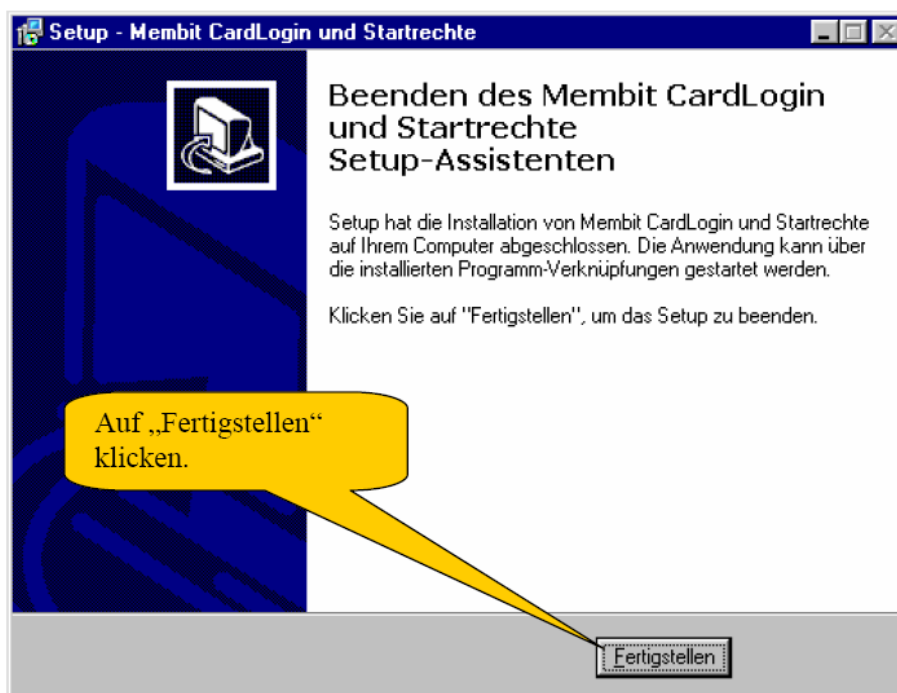 Setup - Membit CardLogin und Startrechte
Beenden des Membit CardLogin
und Startrechte
Setup-Assistenten
Setup hat die Installation von Membit CardLogin und Startrechte
auf Ihrem Computer abgeschlossen. Die Anwendung kann über
die installierten Programm-Verknüpfungen gestartet werden.
Klicken Sie auf "Fertigstellen", um das Setup zu beenden.
Auf „Fertigstellen“
klicken.
Fertigstellen